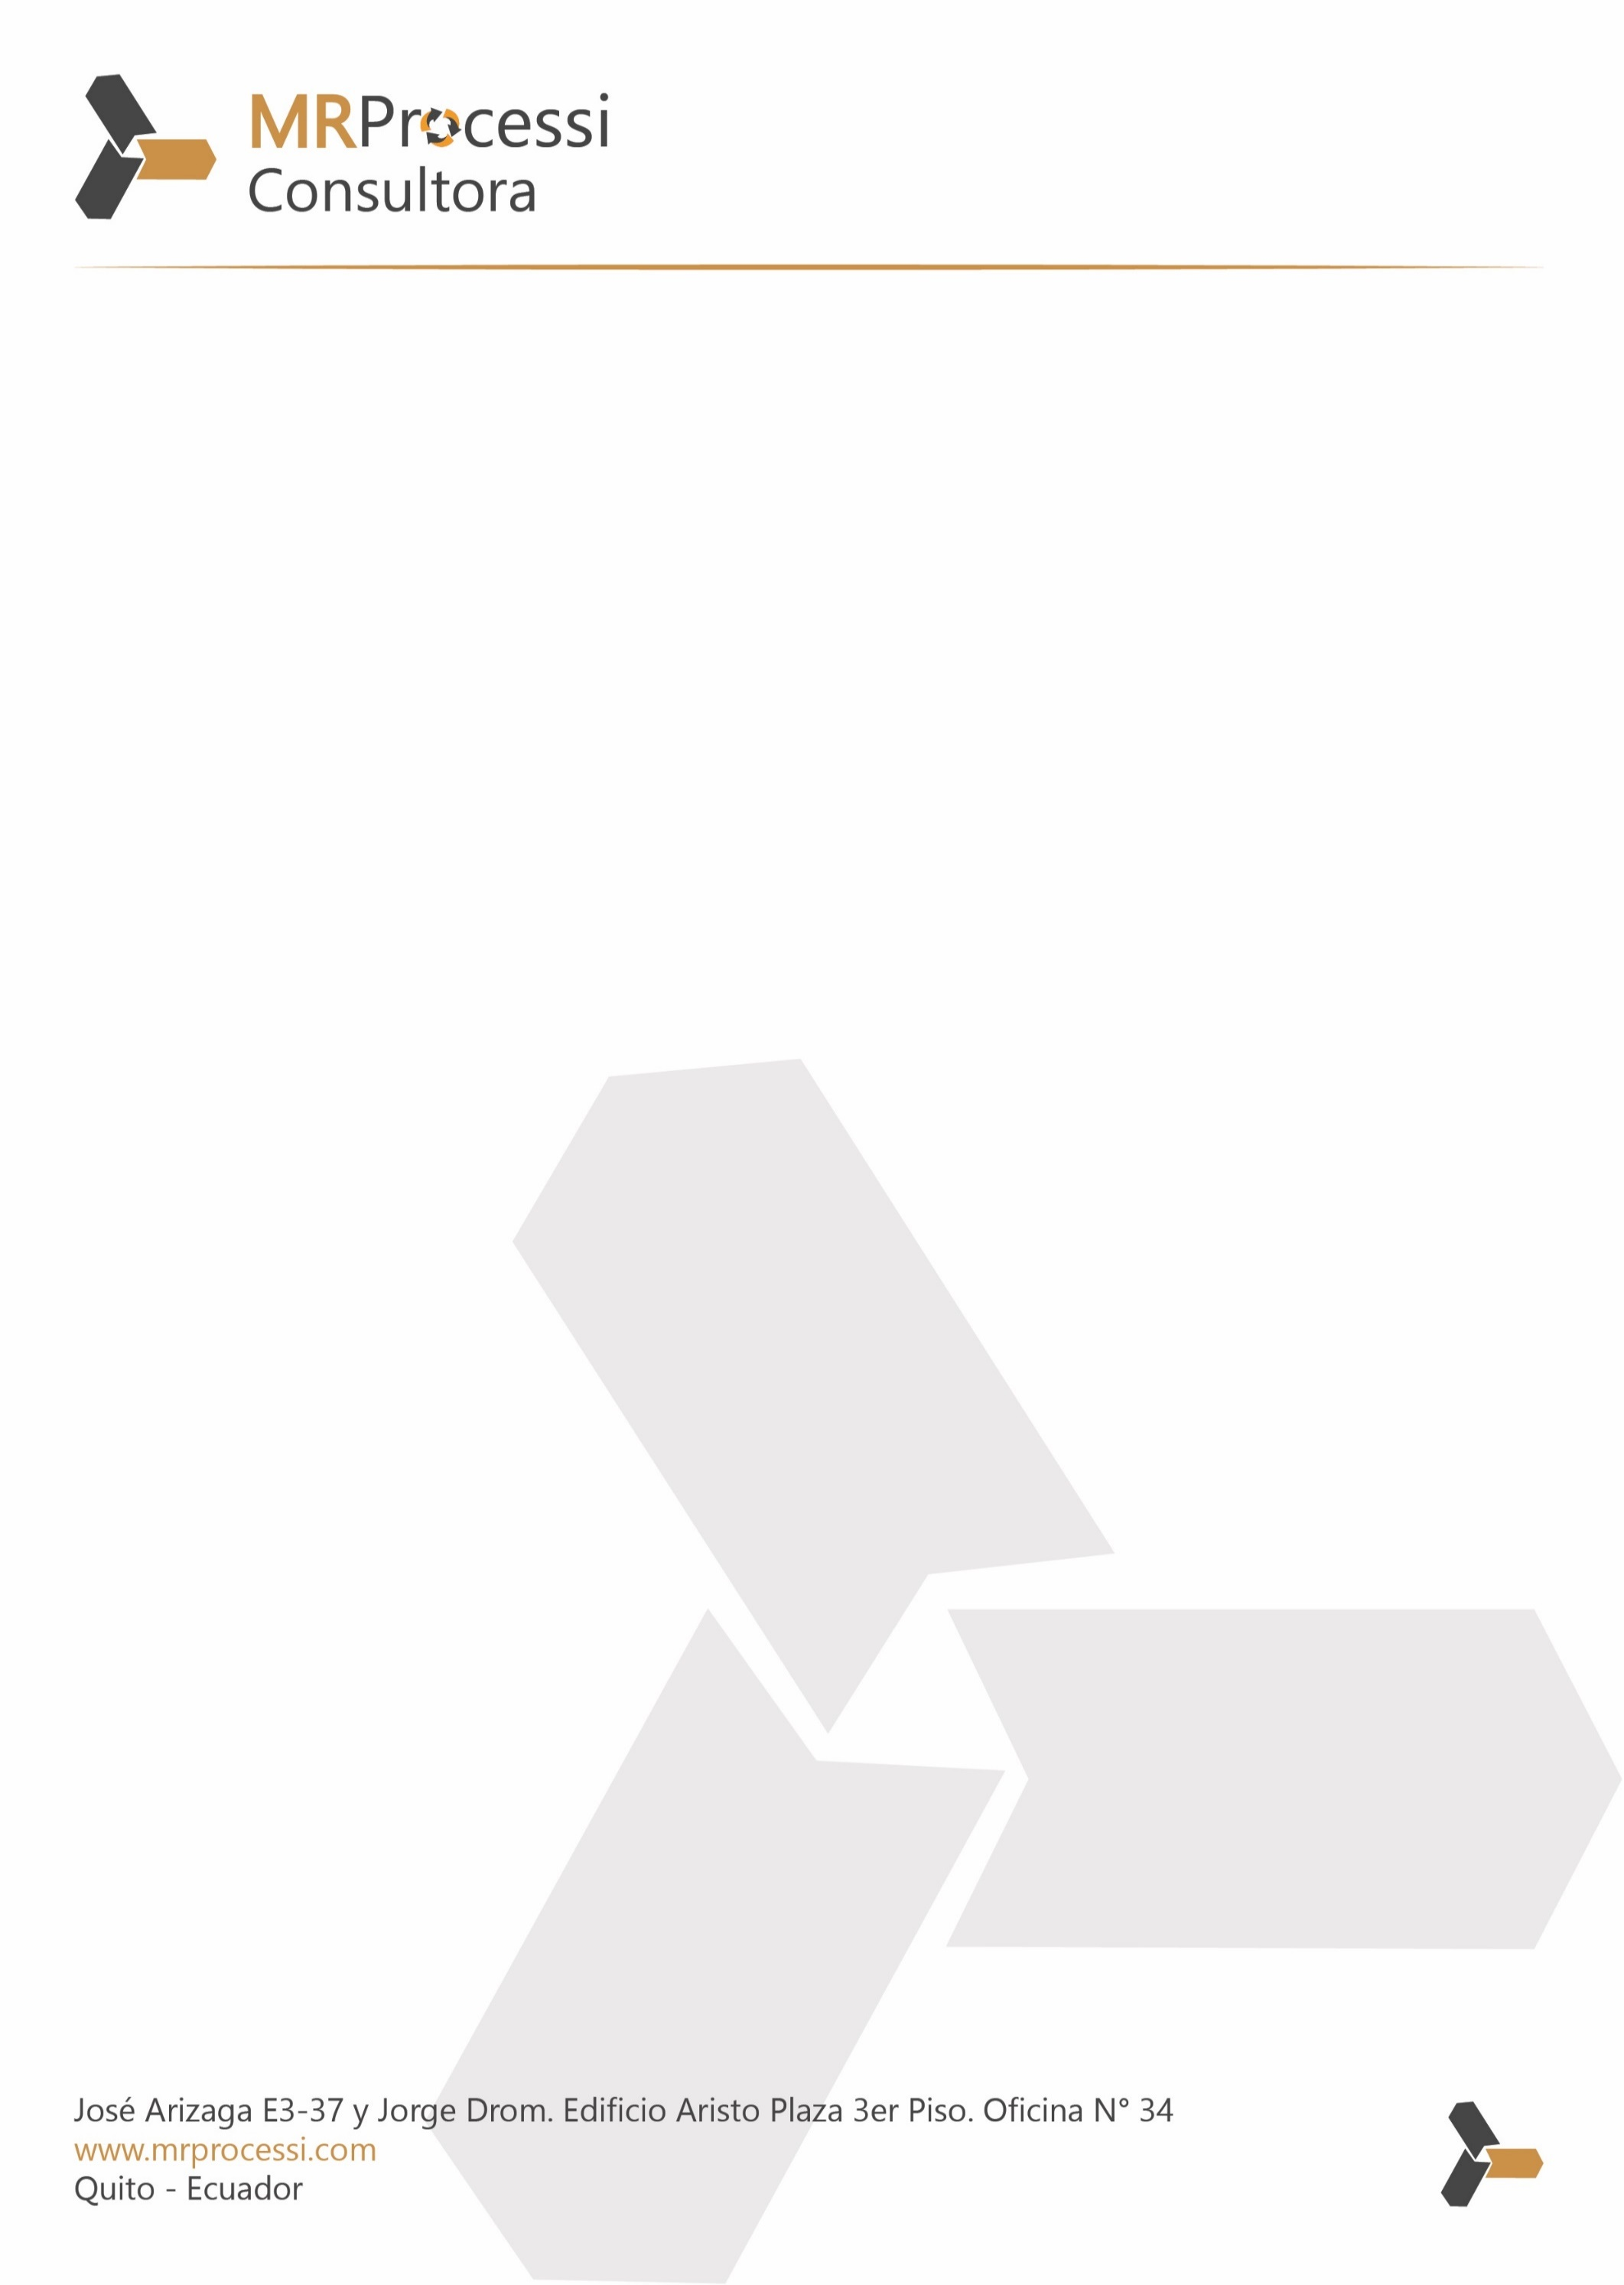 MRProcessi
Consultora
José Arizaga E3-37 y Jorge Drom. Edificio Aristo Plaza 3er Piso. Oficina N° 34
www.mrprocessi.com
Quito - Ecuador